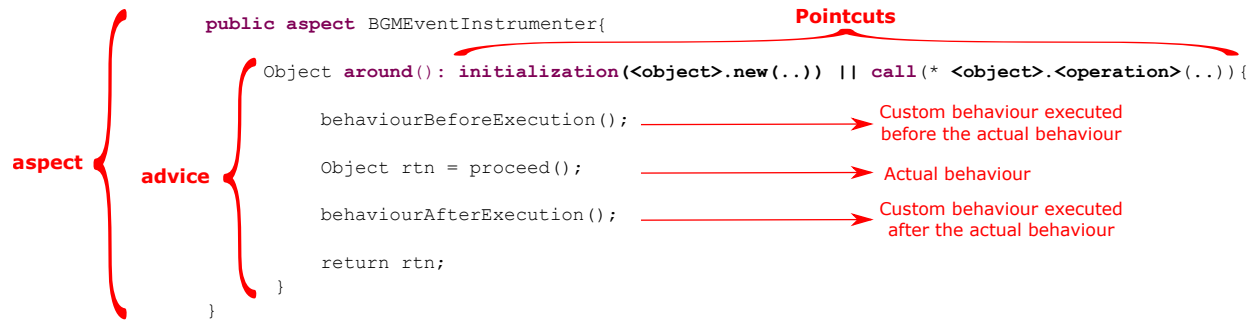 Pointcuts
public aspect BGMEventInstrumenter{
Object around(): initialization(<object>.new(..)) || call(* <object>.<operation>(..)){
behaviourBeforeExecution();
Custom behaviour executed
before the actual behaviour
aspect
advice
Object rtn = proceed();
Actual behaviour
behaviourAfterExecution();
Custom behaviour executed
after the actual behaviour
return rtn;
}
}